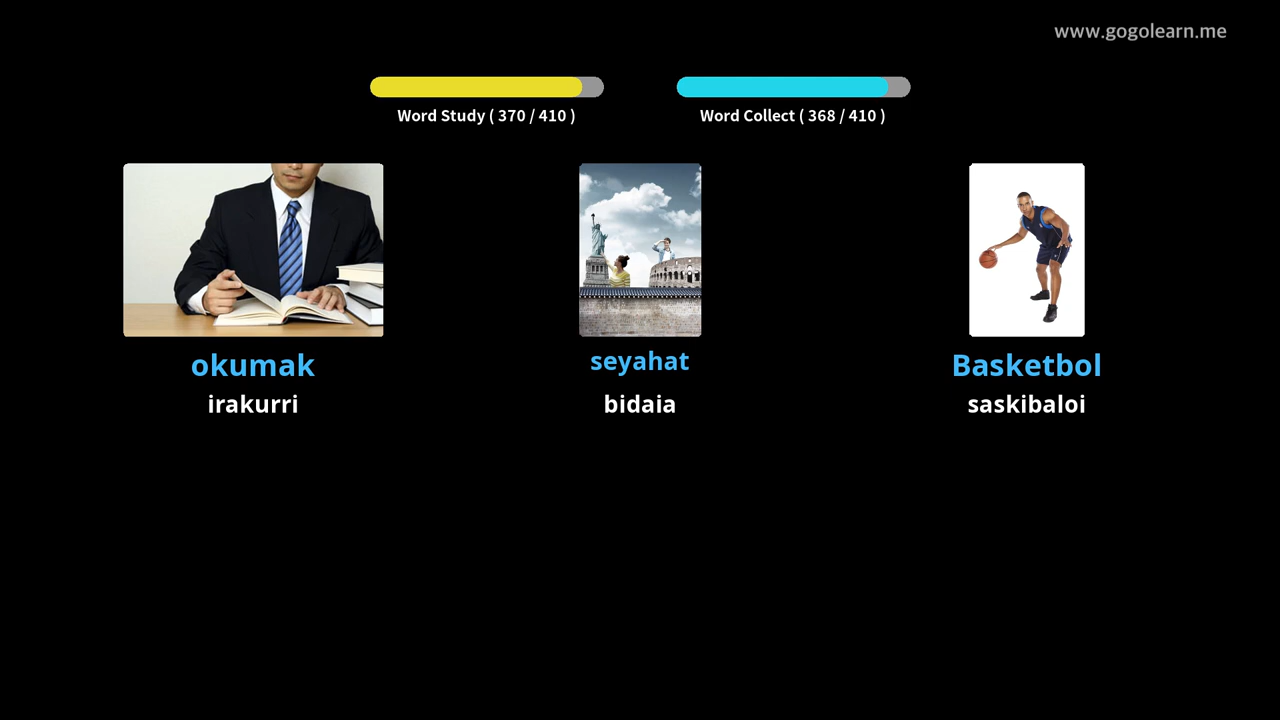 www.gogolearn.me
Word Study ( 370 / 410 )
Word Collect ( 368 / 410 )
okumak
seyahat
Basketbol
irakurri
bidaia
saskibaloi